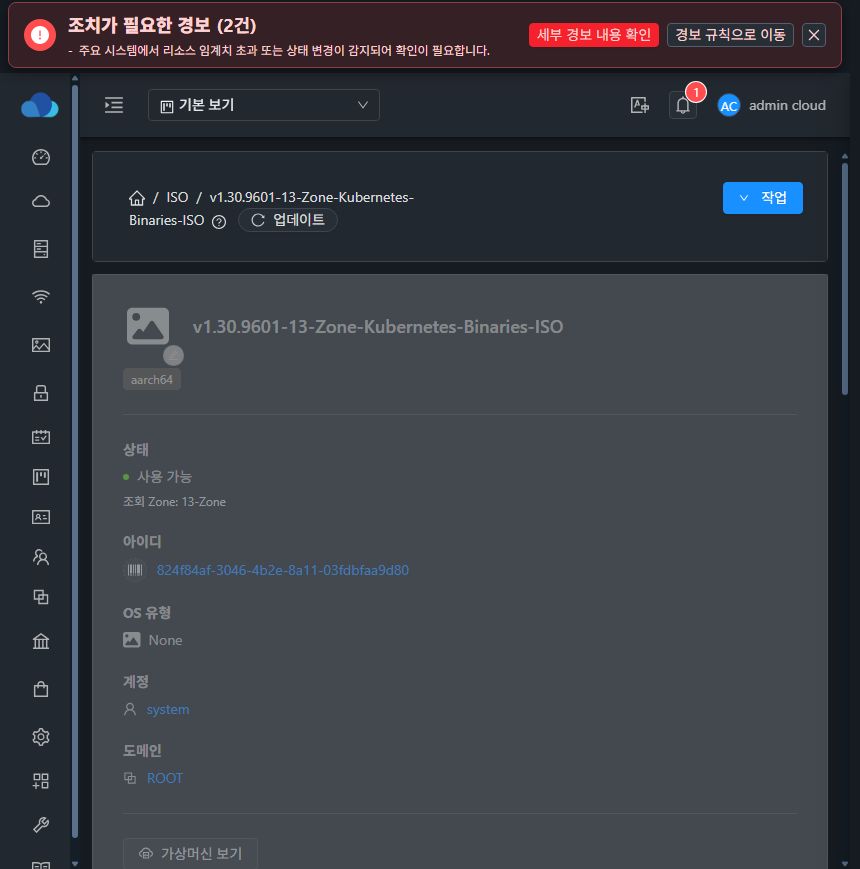 조치가 필요한 경보 (2건)
- 주요 시스템에서 리소스 임계치 초과 또는 상태 변경이 감지되어 확인이 필요합니다.
세부 경보 내용 확인
경보 규칙으로 이동
기본 보기
1
AC
admin cloud
/ ISO / v1.30.9601-13-Zone-Kubernetes-
Binaries-ISO
업데이트
작업
v1.30.9601-13-Zone-Kubernetes-Binaries-ISO
aarch64
상태
사용 가능
조회 Zone: 13-Zone
아이디
824f84af-3046-4b2e-8a11-03fdbfaa9d80
OS 유형
None
계정
system
도메인
ROOT
가상머신 보기